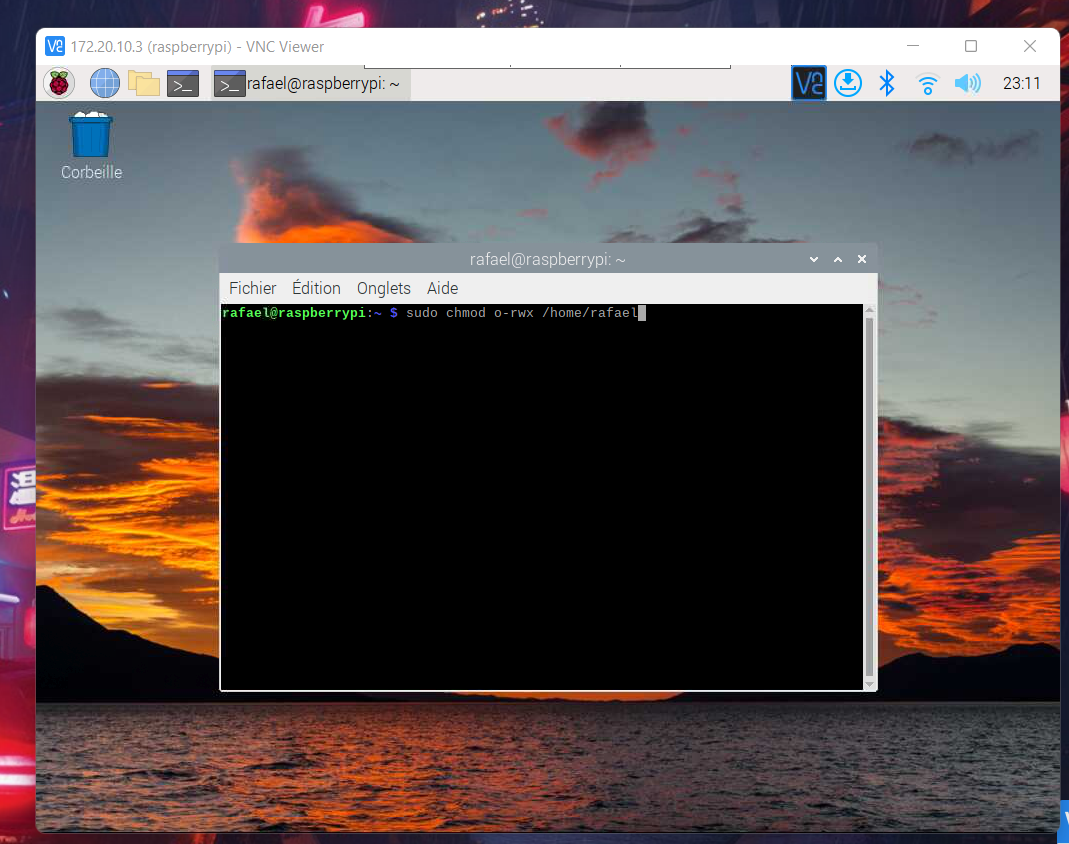 172.20.10.3 (raspberrypi) - VNC Viewer
rafael@raspberrypi: ~
23:11
Corbeille
rafael@raspberrypi: ~
Fichier Édition Onglets Aide
rafael@raspberrypi:~ $ sudo chmod o-rwx /home/rafael